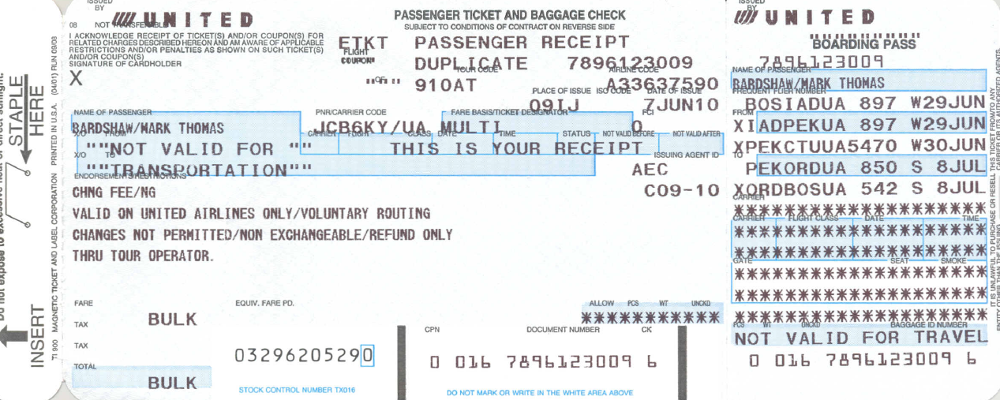 ISSUED BY
UNITED
08 NOT TRANSFERABLE
I ACKNOWLEDGE RECEIPT OF TICKET(S) AND/OR COUPON(S) FOR
RELATED CHARGES DESCRIBED HEREON AND AM AWARE OF APPLICABLE
RESTRICTIONS AND/OR PENALTIES AS SHOWN ON SUCH TICKET(S)
AND/OR COUPON(S)
SIGNATURE OF CARDHOLDER
X
PASSENGER TICKET AND BAGGAGE CHECK
SUBJECT TO CONDITIONS OF CONTRACT ON REVERSE SIDE
ETKT PASSENGER RECEIPT
FLIGHT COUPON
DUPLICATE 7896123009
TOUR CODE AIRLINE CODE
""OF "" 910AT A33637590
PLACE OF ISSUE ISO CODE DATE OF ISSUE
09IJ 7JUN10
NAME OF PASSENGER PNR/CARRIER CODE FARE BASIS/TICKET DESIGNATOR FCI
BARDSHAW/MARK THOMAS JCB6KY/UA MULTI 0
X/O FROM CARRIER FLIGHT CLASS DATE TIME STATUS NOT VALID BEFORE NOT VALID AFTER
""NOT VALID FOR "" THIS IS YOUR RECEIPT
X/O TO ISSUING AGENT ID
""TRANSPORTATION"" AEC
ENDORSEMENTS/RESTRICTIONS
CHNG FEE/NG C09-10
VALID ON UNITED AIRLINES ONLY/VOLUNTARY ROUTING
CHANGES NOT PERMITTED/NON EXCHANGEABLE/REFUND ONLY
THRU TOUR OPERATOR.
FARE EQUIV. FARE PD. ALLOW PCS WT UNCKD
BULK ********** 
TAX
TAX
TOTAL
BULK
03296205290
STOCK CONTROL NUMBER TX016
CPN DOCUMENT NUMBER CK
0 016 7896123009 6
DO NOT MARK OR WRITE IN THE WHITE AREA ABOVE
ISSUED BY
UNITED
BOARDING PASS
7896123009
NAME OF PASSENGER
BARDSHAW/MARK THOMAS
FREQUENT FLIER NUMBER
BOSIADUA 897 W29JUN
FROM
XIADPEKUA 897 W29JUN
XPEKCTUUA5470 W30JUN
TO
PEKORDUA 850 S 8JUL
XORDBOSUA 542 S 8JUL
CARRIER
********************
CARRIER FLIGHT CLASS DATE TIME
********************
********************
GATE SEAT SMOKE
********************
********************
********************
PCS WT UNCKD BAGGAGE ID NUMBER
NOT VALID FOR TRAVEL
0 016 7896123009 6
STAPLE HERE
INSERT
TI 900 MAGNETIC TICKET AND LABEL CORPORATION PRINTED IN U.S.A. (04/01) RUN 09/08
Do not expose to excessive heat or direct sunlight.
IT IS UNLAWFUL TO PURCHASE OR RESELL THIS TICKET FROM/TO ANY
ENTITY OTHER THAN THE ISSUING CARRIER OR ITS AUTHORIZED AGENTS.